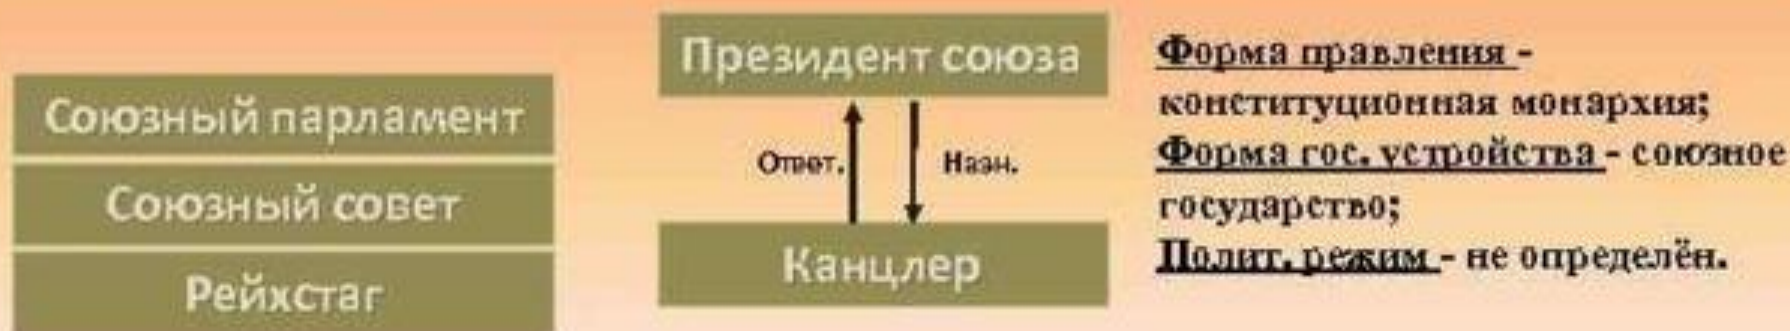 Союзный парламент
Союзный совет
Рейхстаг
Президент союза
Ответ.
Назн.
Канцлер
Форма правления -
конституционная монархия;
Форма гос. устройства - союзное
государство;
Полит. режим - не определён.